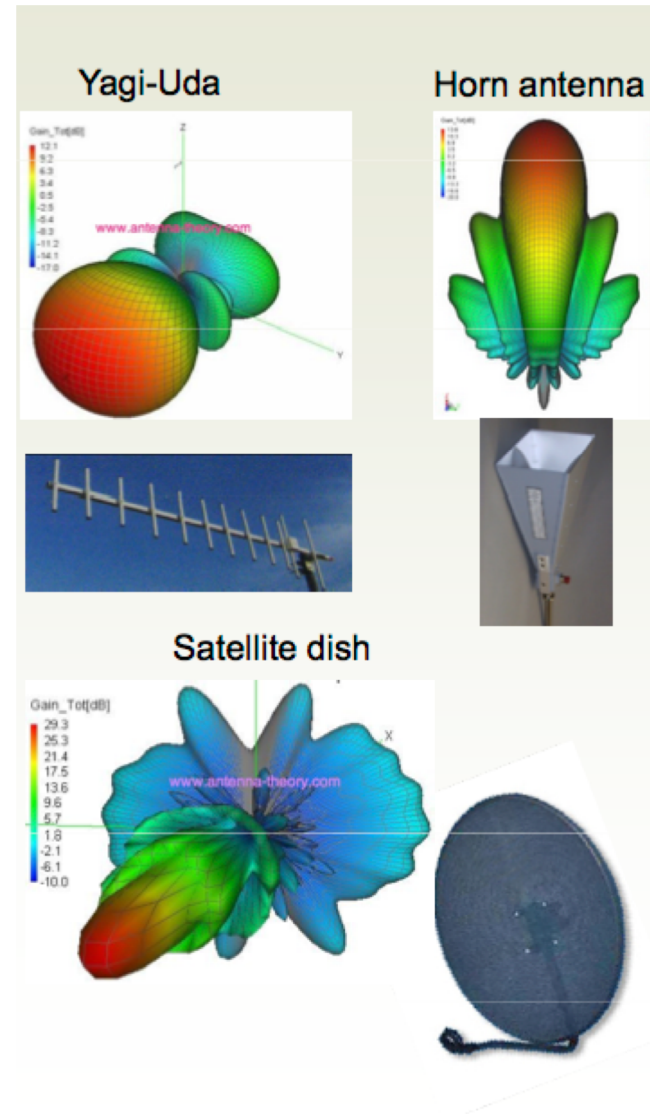 Yagi-Uda
Horn antenna
Gain_Tot[dB]
12.1
9.2
6.3
3.4
0.5
-2.5
-5.4
-8.3
-11.2
-14.1
-17.0
Z
www.antenna-theory.com
Y
Satellite dish
Gain_Tot[dB]
29.3
25.3
21.4
17.5
13.6
9.6
5.7
1.8
-2.1
-6.1
-10.0
X
www.antenna-theory.com